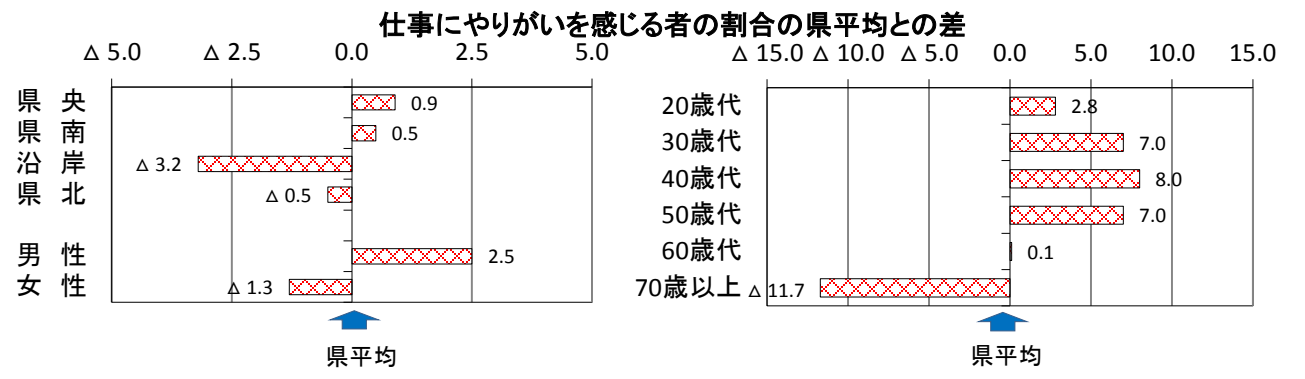 仕事にやりがいを感じる者の割合の県平均との差
△ 5.0 △ 2.5 0.0 2.5 5.0
県 央 0.9
県 南 0.5
沿 岸 △ 3.2
県 北 △ 0.5
男 性 2.5
女 性 △ 1.3
県平均
△ 15.0 △ 10.0 △ 5.0 0.0 5.0 10.0 15.0
20歳代 2.8
30歳代 7.0
40歳代 8.0
50歳代 7.0
60歳代 0.1
70歳以上 △ 11.7
県平均